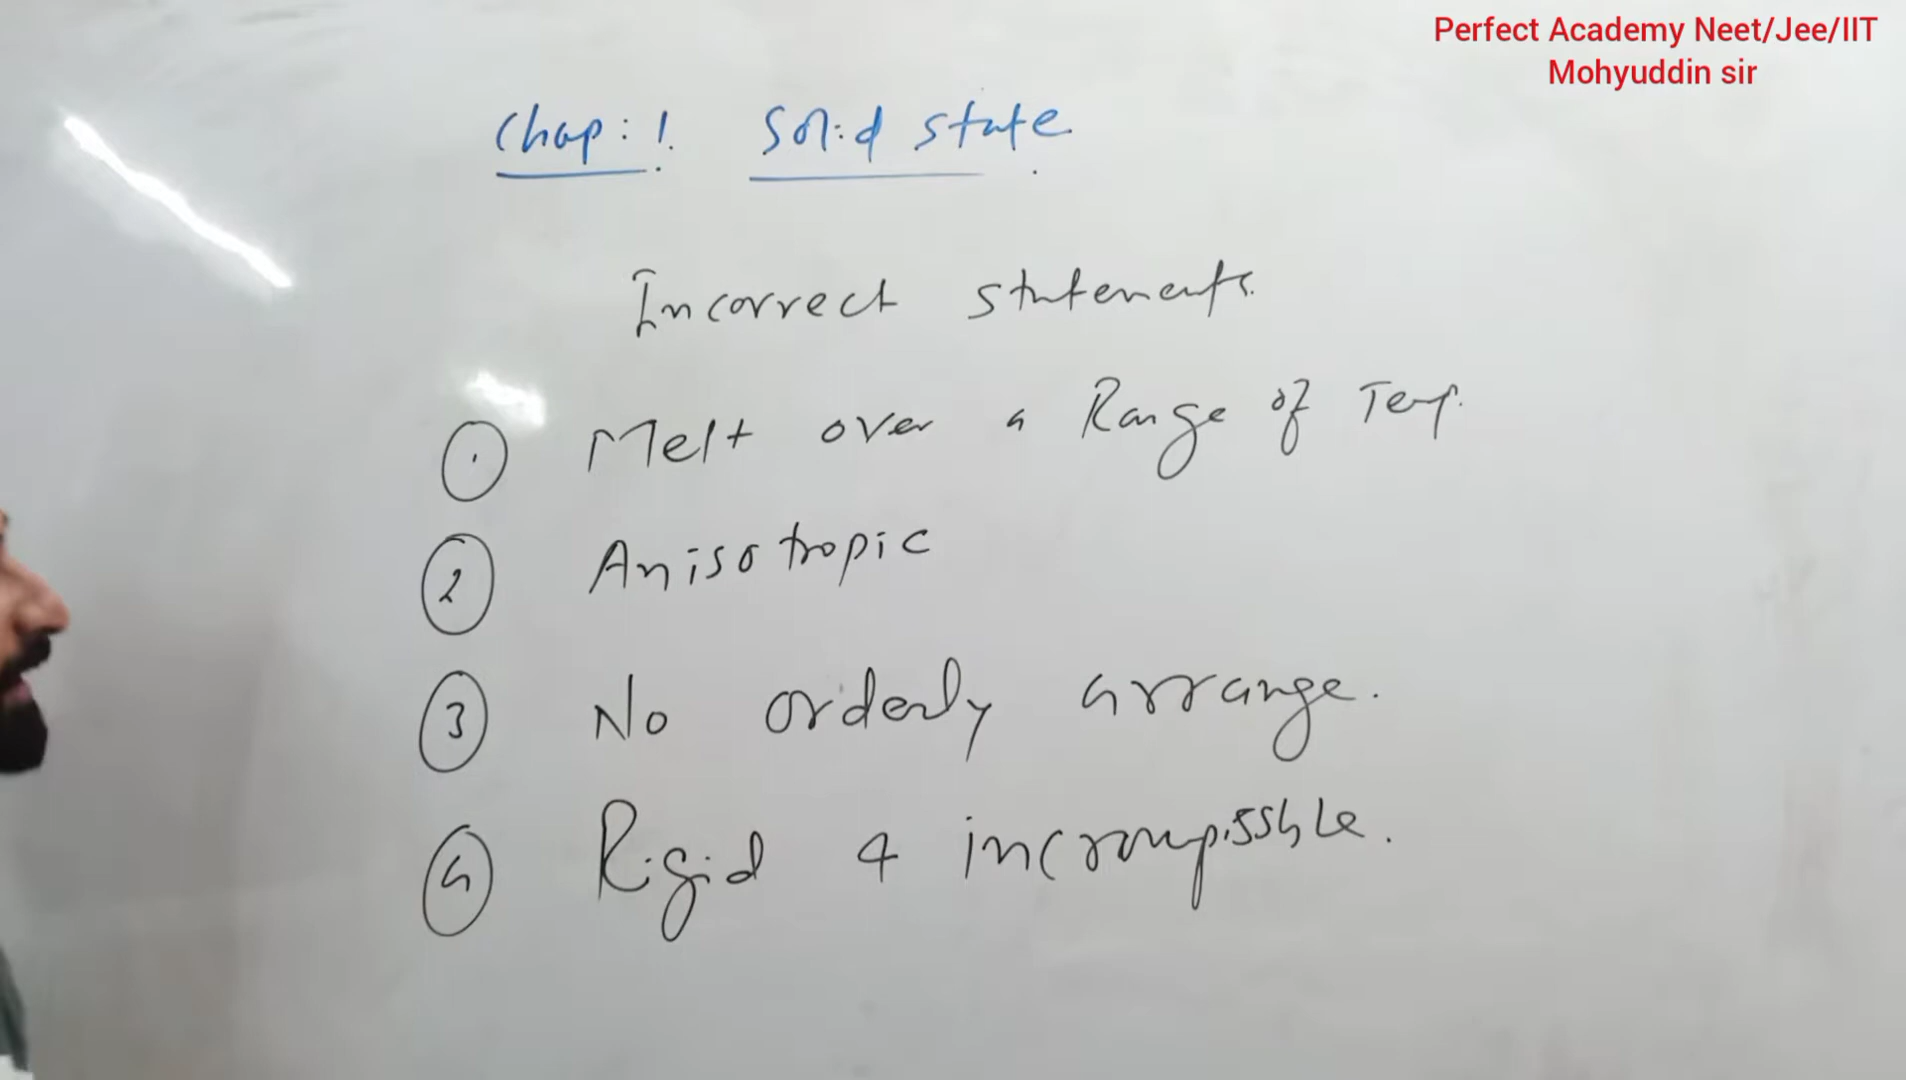 Perfect Academy Neet/Jee/IIT
Mohyuddin sir
Chap: 1. Solid state
Incorrect statements.
1 Melt over a Range of Temp.
2 Anisotropic
3 No orderly arrange.
4 Rigid & incrompissble.